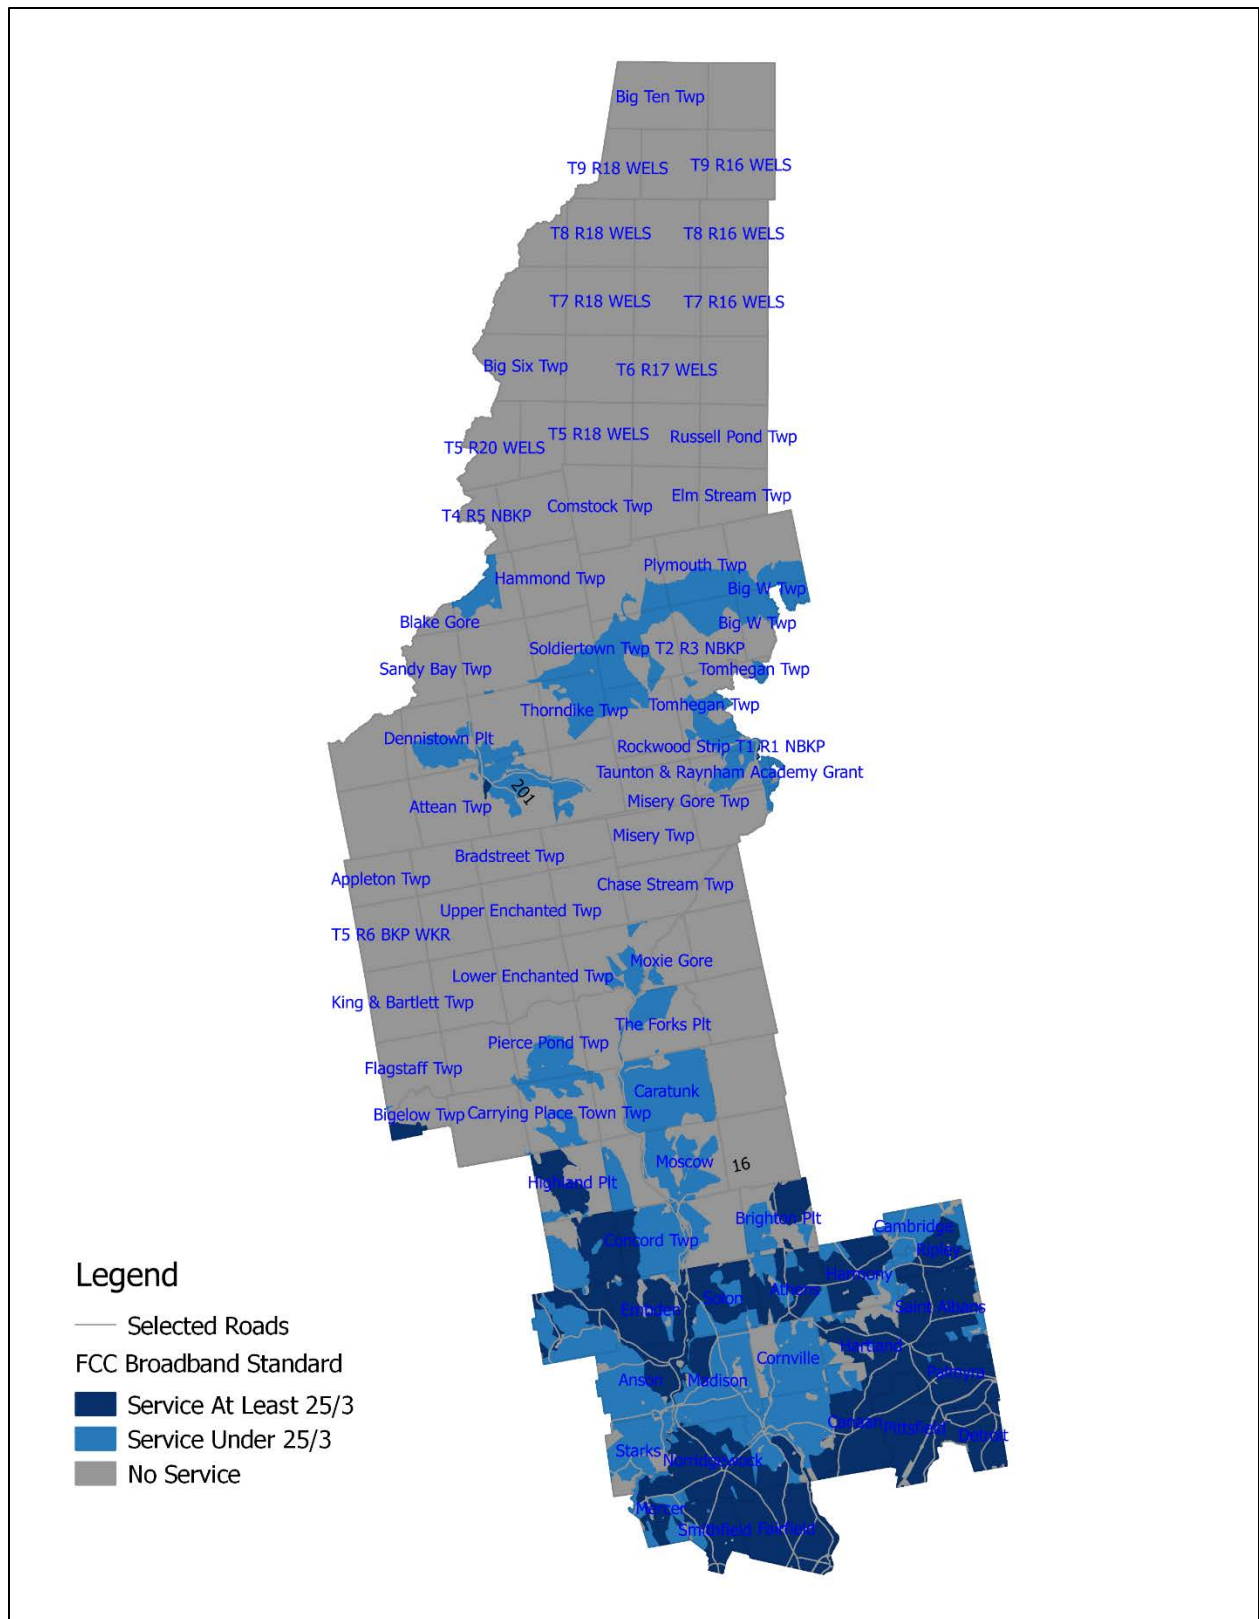 Big Ten Twp
T9 R18 WELS
T9 R16 WELS
T8 R18 WELS
T8 R16 WELS
T7 R18 WELS
T7 R16 WELS
Big Six Twp
T6 R17 WELS
T5 R20 WELS
T5 R18 WELS
Russell Pond Twp
T4 R5 NBKP
Comstock Twp
Elm Stream Twp
Hammond Twp
Plymouth Twp
Big W Twp
Blake Gore
Big W Twp
Soldiertown Twp T2 R3 NBKP
Sandy Bay Twp
Tomhegan Twp
Thorndike Twp
Tomhegan Twp
Dennistown Plt
Rockwood Strip T1 R1 NBKP
Taunton & Raynham Academy Grant
201
Attean Twp
Misery Gore Twp
Misery Twp
Bradstreet Twp
Appleton Twp
Chase Stream Twp
Upper Enchanted Twp
T5 R6 BKP WKR
Moxie Gore
Lower Enchanted Twp
King & Bartlett Twp
The Forks Plt
Pierce Pond Twp
Flagstaff Twp
Caratunk
Bigelow Twp
Carrying Place Town Twp
Moscow
16
Highland Plt
Brighton Plt
Cambridge
Concord Twp
Ripley
Harmony
Athens
Solon
Embden
Saint Albans
Hartland
Cornville
Palmyra
Anson
Madison
Canaan
Pittsfield
Detroit
Starks
Norridgewock
Mercer
Smithfield
Fairfield
Legend
Selected Roads
FCC Broadband Standard
Service At Least 25/3
Service Under 25/3
No Service